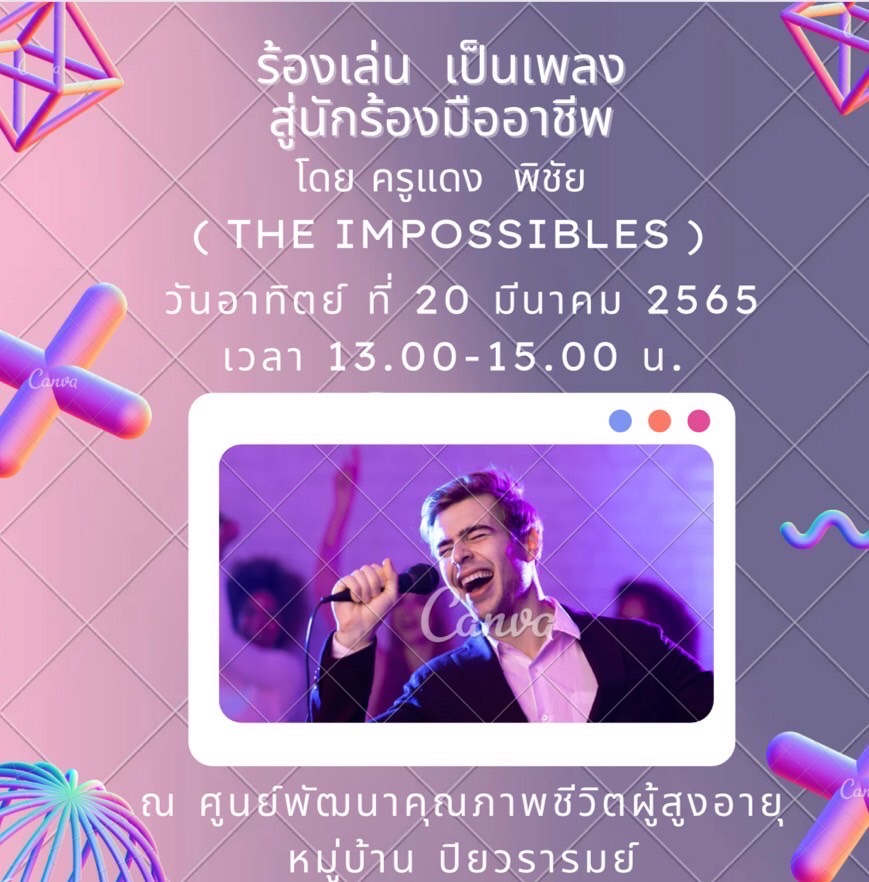 ร้องเล่น เป็นเพลง
สู่นักร้องมืออาชีพ
โดย ครูแดง พิชัย
( THE IMPOSSIBLES )
วันอาทิตย์ ที่ 20 มีนาคม 2565
เวลา 13.00-15.00 น.
Canva
Canva
ณ ศูนย์พัฒนาคุณภาพชีวิตผู้สูงอายุ
Can
หมู่บ้าน ปิยวรารมย์